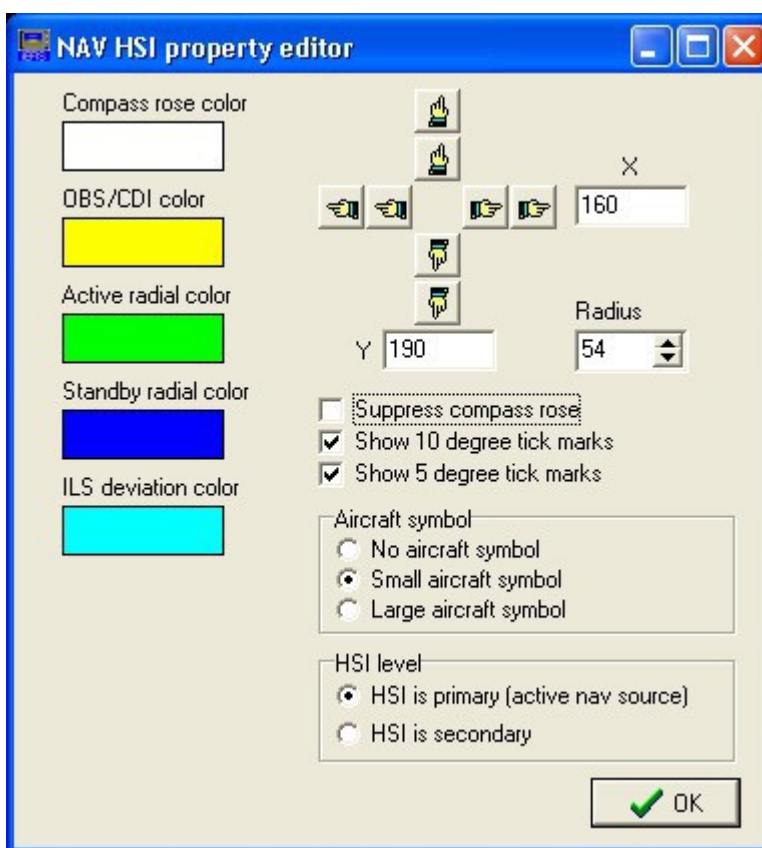 NAV HSI property editor
Compass rose color
OBS/CDI color
Active radial color
Standby radial color
ILS deviation color
X
160
Y 190
Radius
54
Suppress compass rose
Show 10 degree tick marks
Show 5 degree tick marks
Aircraft symbol
No aircraft symbol
Small aircraft symbol
Large aircraft symbol
HSI level
HSI is primary (active nav source)
HSI is secondary
OK